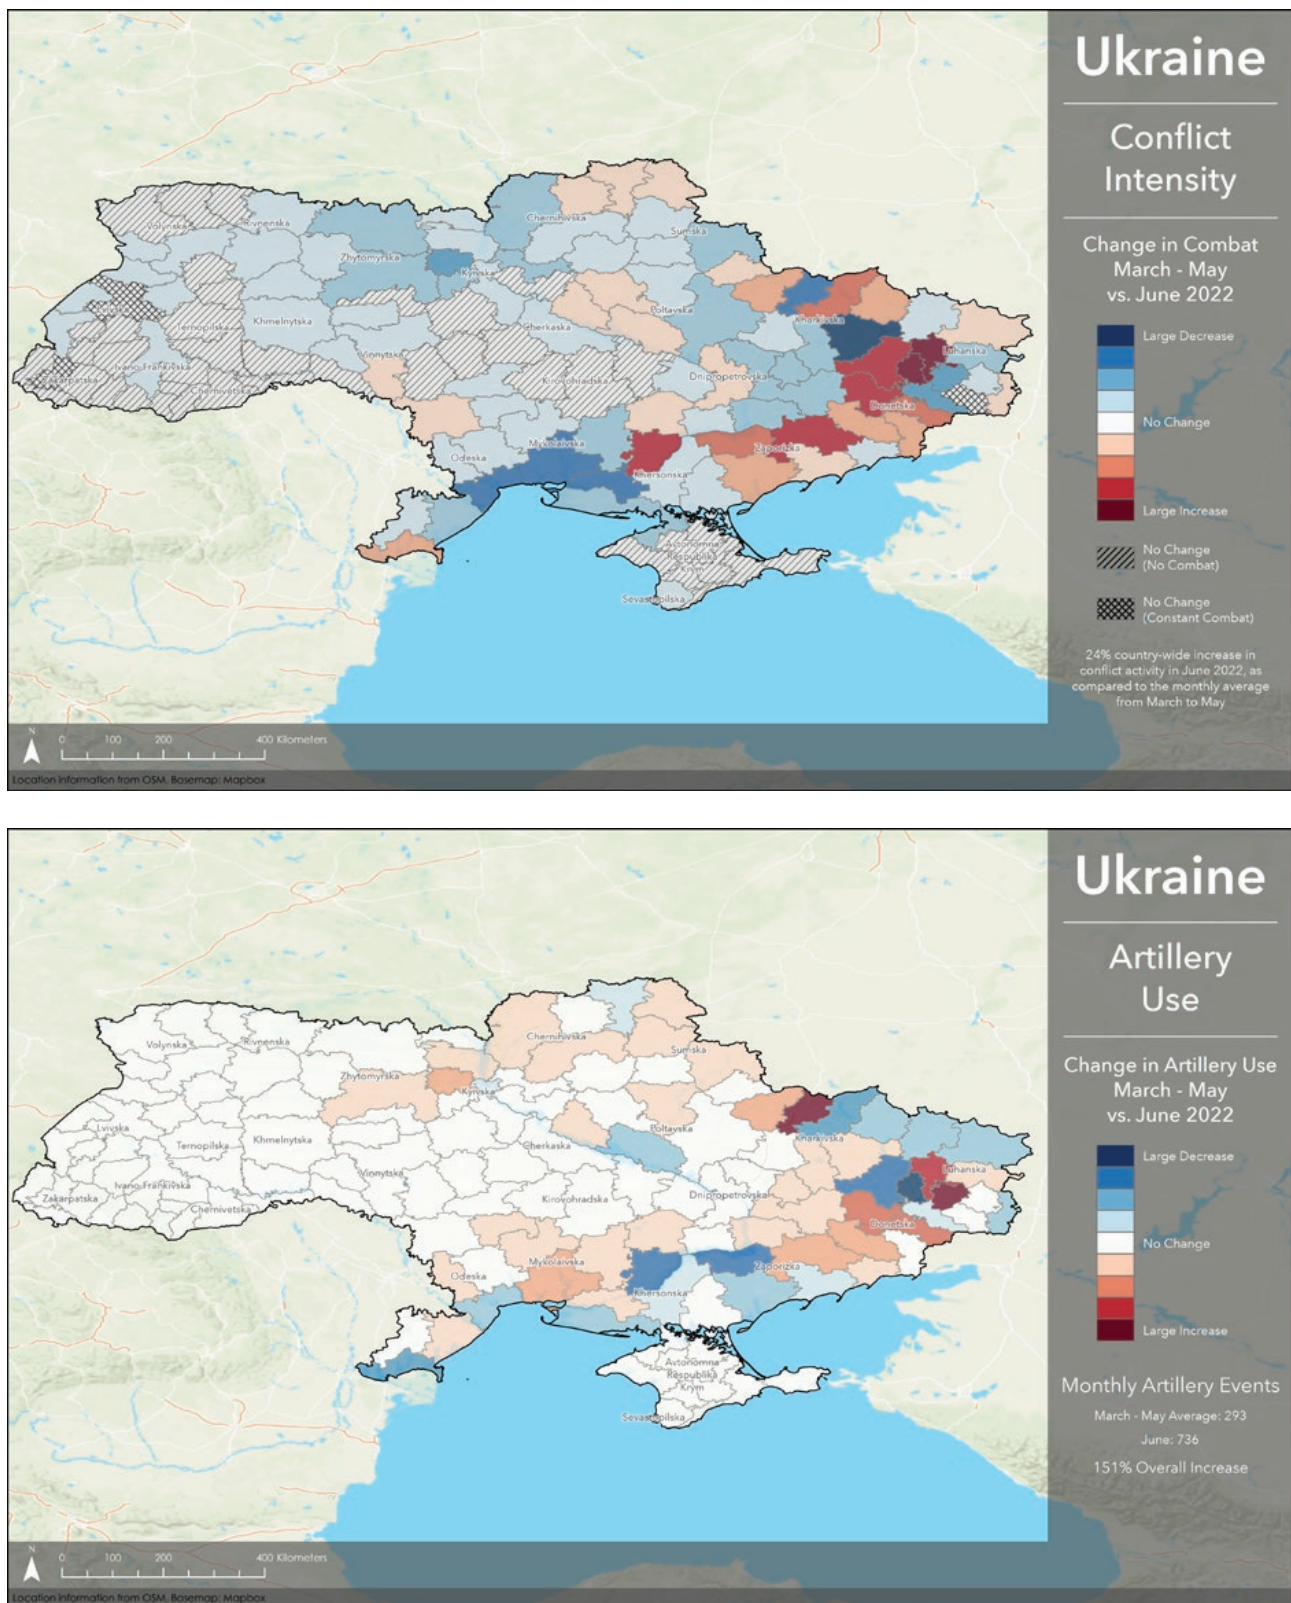 Ukraine
Conflict
Intensity
Change in Combat
March - May
vs. June 2022
Large Decrease
No Change
Large Increase
No Change
(No Combat)
No Change
(Constant Combat)
24% country-wide increase in
conflict activity in June 2022, as
compared to the monthly average
from March to May
Volynska
Rivnenska
Zhytomyrska
Kyivska
Chernihivska
Sumska
Lvivska
Ternopilska
Khmelnytska
Cherkaska
Poltavska
Kharkivska
Luhanska
Zakarpatska
Ivano-Frankivska
Chernivetska
Vinnytska
Kirovohradska
Dnipropetrovska
Donetska
Odeska
Mykolaivska
Khersonska
Zaporizka
Avtonomna
Respublika
Krym
Sevastopilska
N
0 100 200 400 Kilometers
Location information from OSM. Basemap: Mapbox
Ukraine
Artillery
Use
Change in Artillery Use
March - May
vs. June 2022
Large Decrease
No Change
Large Increase
Monthly Artillery Events
March - May Average: 293
June: 736
151% Overall Increase
Volynska
Rivnenska
Zhytomyrska
Kyivska
Chernihivska
Sumska
Lvivska
Ternopilska
Khmelnytska
Cherkaska
Poltavska
Kharkivska
Luhanska
Zakarpatska
Ivano-Frankivska
Chernivetska
Vinnytska
Kirovohradska
Dnipropetrovska
Donetska
Odeska
Mykolaivska
Khersonska
Zaporizka
Avtonomna
Respublika
Krym
Sevastopilska
N
0 100 200 400 Kilometers
Location information from OSM. Basemap: Mapbox